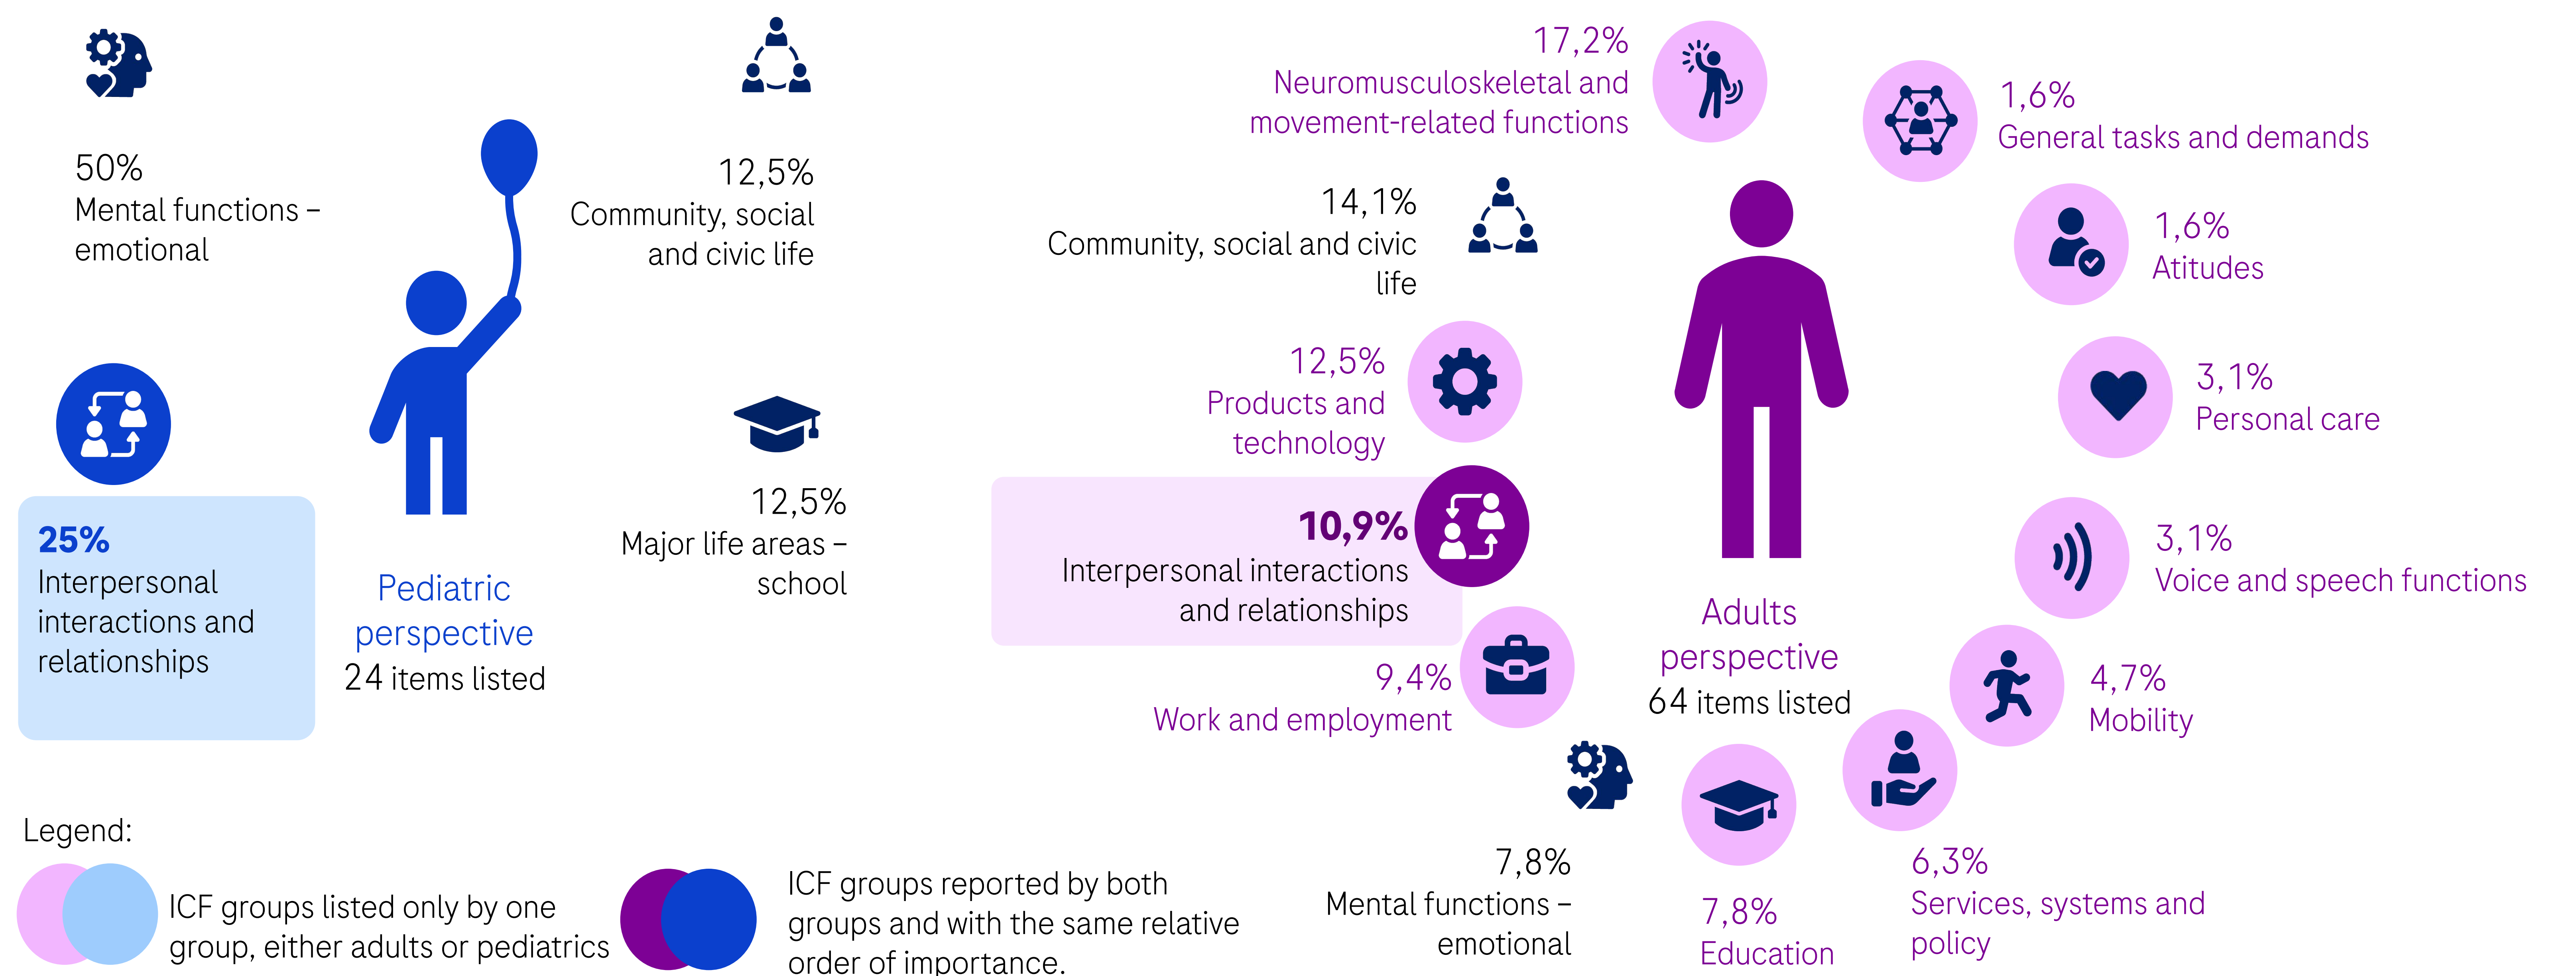 50%
Mental functions –
emotional
12,5%
Community, social
and civic life
25%
Interpersonal
interactions and
relationships
Pediatric
perspective
24 items listed
12,5%
Major life areas –
school
17,2%
Neuromusculoskeletal and
movement-related functions
14,1%
Community, social and civic
life
12,5%
Products and
technology
10,9%
Interpersonal interactions
and relationships
9,4%
Work and employment
7,8%
Mental functions –
emotional
Adults
perspective
64 items listed
1,6%
General tasks and demands
1,6%
Atitudes
3,1%
Personal care
3,1%
Voice and speech functions
4,7%
Mobility
6,3%
Services, systems and
policy
7,8%
Education
Legend:
ICF groups listed only by one
group, either adults or pediatrics
ICF groups reported by both
groups and with the same relative
order of importance.